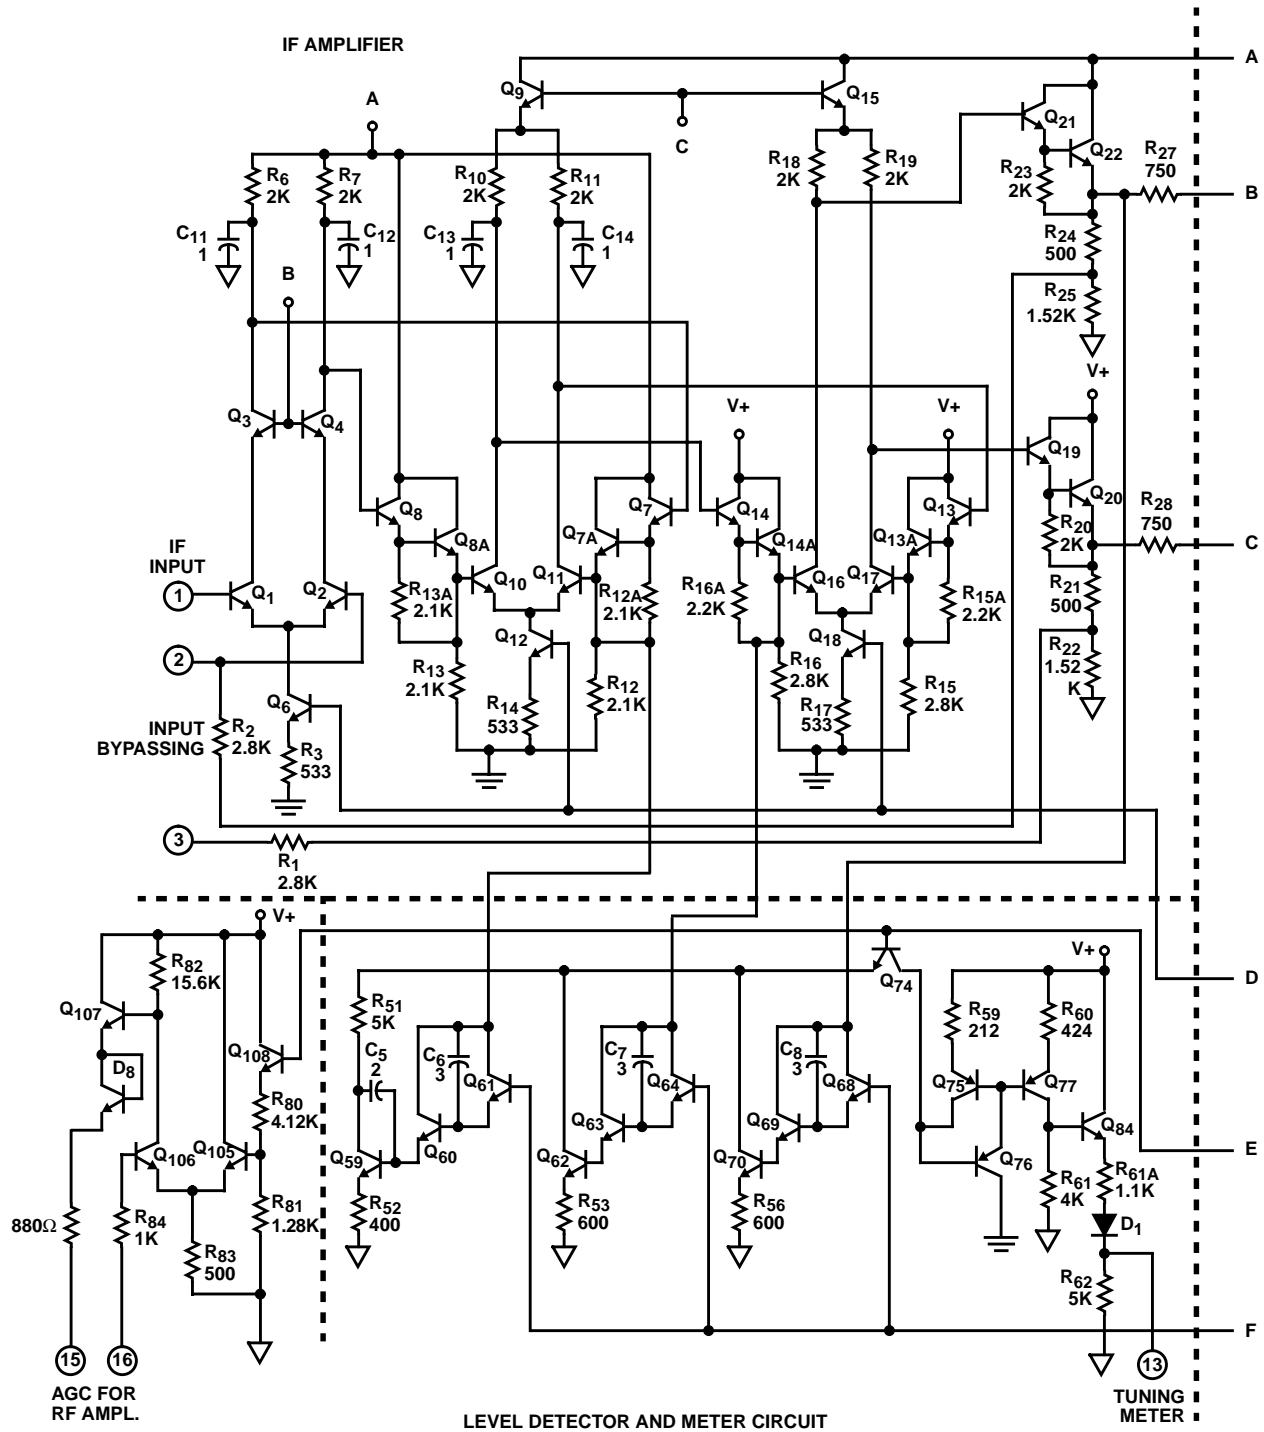 IF AMPLIFIER
A
Q9
Q15
A
C
Q21
Q22
R27
750
B
R6
2K
R7
2K
R10
2K
R11
2K
R18
2K
R19
2K
R23
2K
C11
1
C12
1
C13
1
C14
1
R24
500
B
R25
1.52K
V+
Q3
Q4
V+
V+
Q19
Q20
R28
750
C
Q8
Q8A
Q7
Q7A
Q14
Q14A
Q13
Q13A
R20
2K
IF
INPUT
1
Q1
Q2
Q10
Q11
R13A
2.1K
R12A
2.1K
R16A
2.2K
Q16
Q17
R15A
2.2K
R21
500
2
Q12
Q18
R22
1.52
K
R13
2.1K
R12
2.1K
R16
2.8K
R15
2.8K
Q6
R14
533
R17
533
INPUT
BYPASSING
R2
2.8K
R3
533
3
R1
2.8K
V+
V+
R82
15.6K
Q74
D
Q107
R51
5K
R59
212
R60
424
D8
Q108
C5
2
C6
3
Q61
C7
3
Q64
C8
3
Q68
Q75
Q77
R80
4.12K
Q84
Q106
Q105
Q59
Q60
Q62
Q63
Q70
Q69
Q76
E
R61
4K
R61A
1.1K
880Ω
R84
1K
R81
1.28K
R52
400
R53
600
R56
600
D1
R83
500
R62
5K
F
15
16
13
AGC FOR
RF AMPL.
TUNING
METER
LEVEL DETECTOR AND METER CIRCUIT